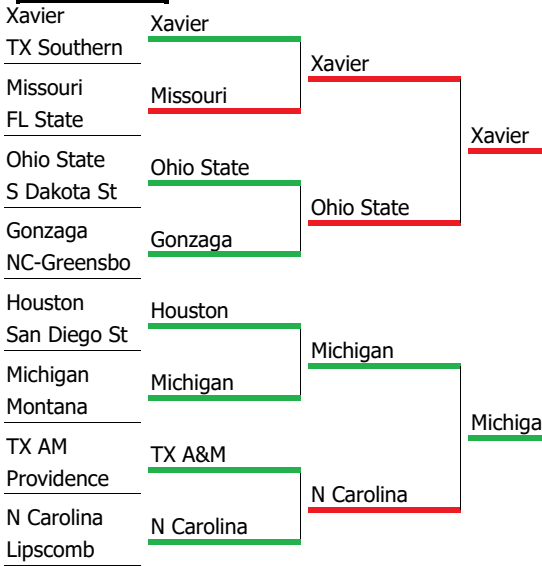 Xavier
TX Southern
Missouri
FL State
Ohio State
S Dakota St
Gonzaga
NC-Greensbo
Houston
San Diego St
Michigan
Montana
TX AM
Providence
N Carolina
Lipscomb
Xavier
Missouri
Ohio State
Gonzaga
Houston
Michigan
TX A&M
N Carolina
Xavier
Ohio State
Michigan
N Carolina
Xavier
Michiga